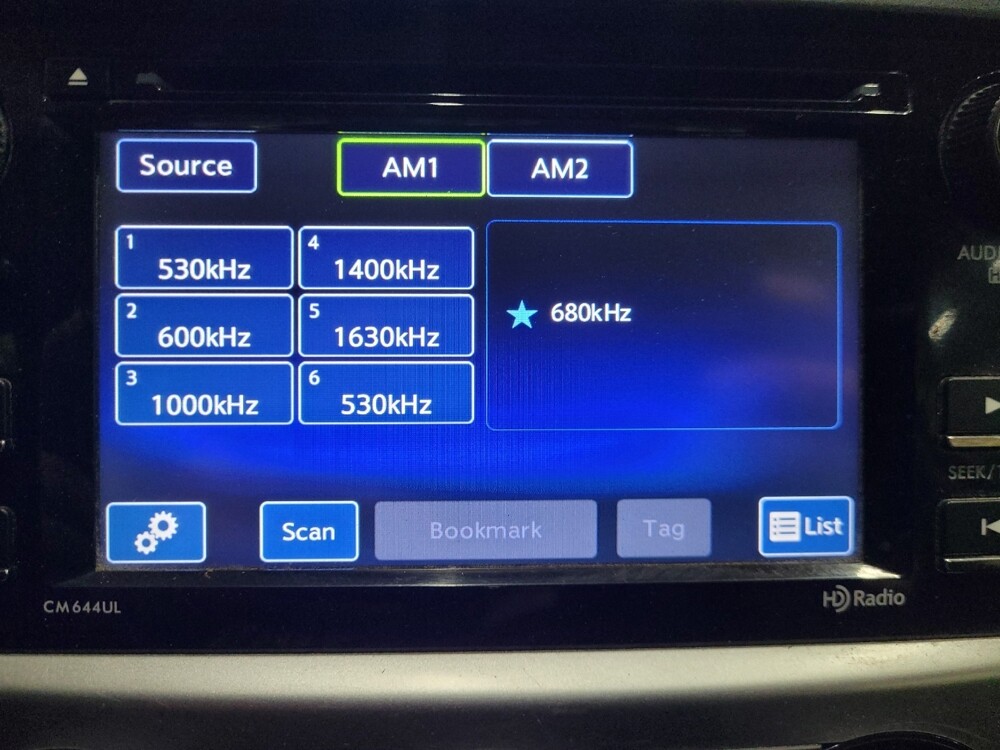 Source
AM1
AM2
1
530kHz
4
1400kHz
2
600kHz
5
1630kHz
3
1000kHz
6
530kHz
680kHz
Scan
Bookmark
Tag
List
CM644UL
HD Radio
SEEK/